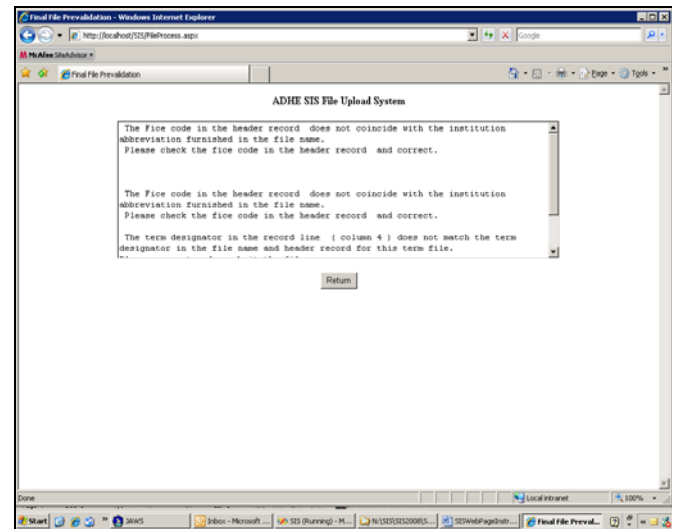 Final File Prevalidation - Windows Internet Explorer
http://localhost/SIS/FileProcess.aspx
Google
McAfee SiteAdvisor
Final File Prevalidation
Page
Tools
ADHE SIS File Upload System
The Fice code in the header record does not coincide with the institution
abbreviation furnished in the file name.
Please check the fice code in the header record and correct.
The Fice code in the header record does not coincide with the institution
abbreviation furnished in the file name.
Please check the fice code in the header record and correct.
The term designator in the record line ( column 4 ) does not match the term
designator in the file name and header record for this term file.
Return
Done
Local intranet
100%
Start
JAWS
Inbox - Microsoft ...
SIS (Running) - M...
N:\SIS\SIS2008\S...
SISWebPageInstr...
Final File Preval...